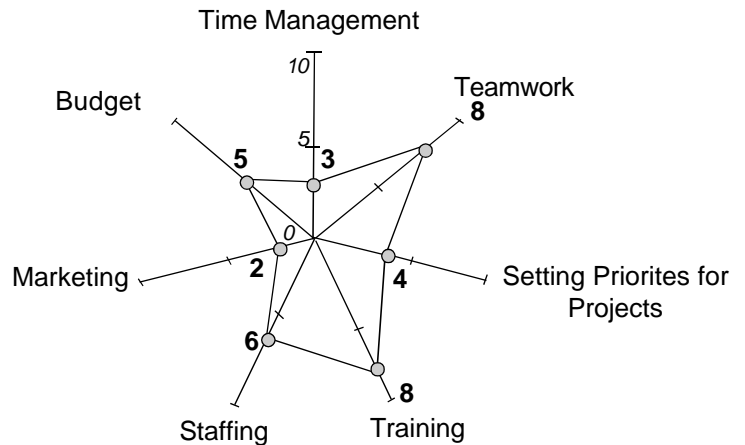 Time Management
10
Teamwork
8
Budget
5
5
3
0
Marketing
2
4
Setting Priorites for
Projects
6
8
Staffing
Training